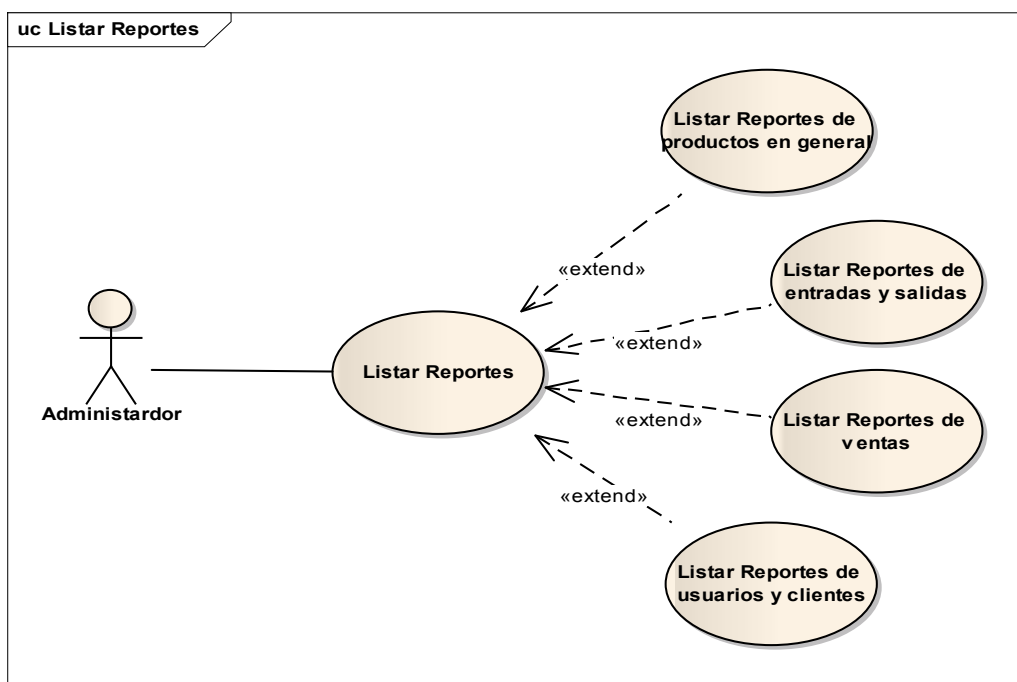 uc Listar Reportes
Listar Reportes de
productos en general
«extend»
Listar Reportes de
entradas y salidas
«extend»
Listar Reportes
Administardor
Listar Reportes de
ventas
«extend»
«extend»
Listar Reportes de
usuarios y clientes